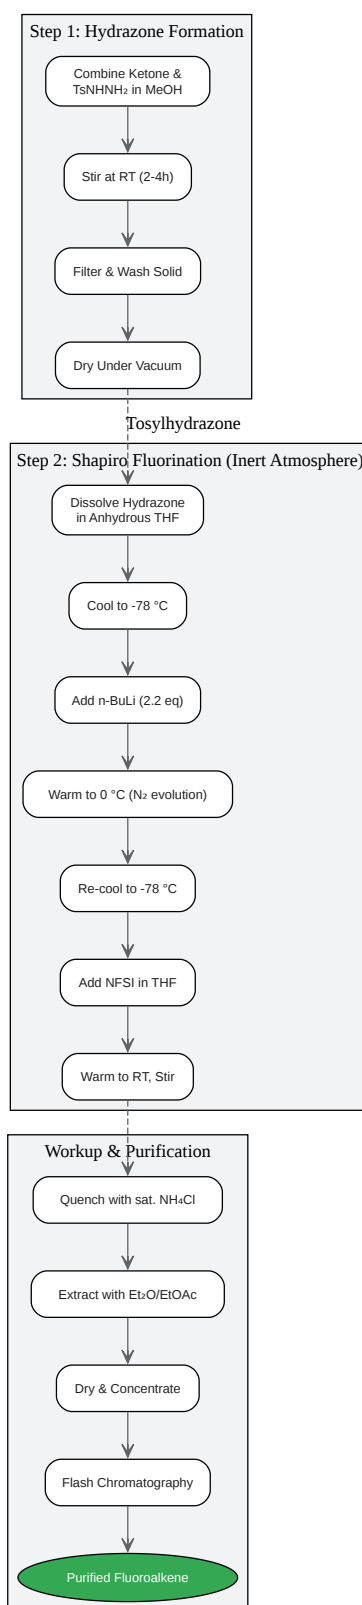 Step 1: Hydrazone Formation
Combine Ketone &
TsNHNH₂ in MeOH
Stir at RT (2-4h)
Filter & Wash Solid
Dry Under Vacuum
Tosylhydrazone
Step 2: Shapiro Fluorination (Inert Atmosphere)
Dissolve Hydrazone
in Anhydrous THF
Cool to -78 °C
Add n-BuLi (2.2 eq)
Warm to 0 °C (N₂ evolution)
Re-cool to -78 °C
Add NFSI in THF
Warm to RT, Stir
Workup & Purification
Quench with sat. NH₄Cl
Extract with Et₂O/EtOAc
Dry & Concentrate
Flash Chromatography
Purified Fluoroalkene